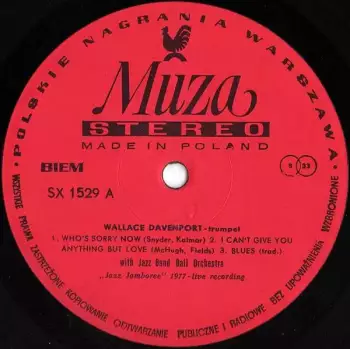 • POLSKIE NAGRANIA WARSZAWA •
Muza
STEREO
MADE IN POLAND
BIEM
SX 1529 A
33
WALLACE DAVENPORT-trumpet
1. WHO'S SORRY NOW (Snyder, Kalmar) 2. I CAN'T GIVE YOU
ANYTHING BUT LOVE (McHugh, Fields) 3. BLUES (trad.)
with Jazz Band Ball Orchestra
„Jazz Jamboree" 1977-live recording
WSZYSTKIE PRAWA ZASTRZEŻONE KOPIOWANIE ODTWARZANIE PUBLICZNE I RADIOWE BEZ UPOWAŻNIENIA WZBRONIONE